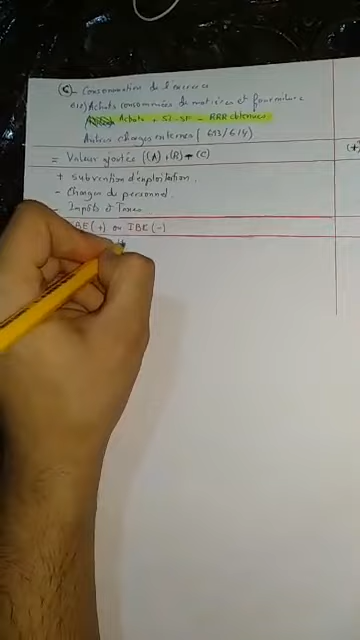 (C) - Consommation de l'exercice
Achats consommés de matières et fournitures
Achats + SI - SF - RRR obtenues
Autres charges externes (613/614)
= Valeur ajoutée ((A) + (B) - (C)
+ subvention d'exploitation.
- Charges du personnel.
Impôts et Taxes
EBE (+) ou IBE (-)